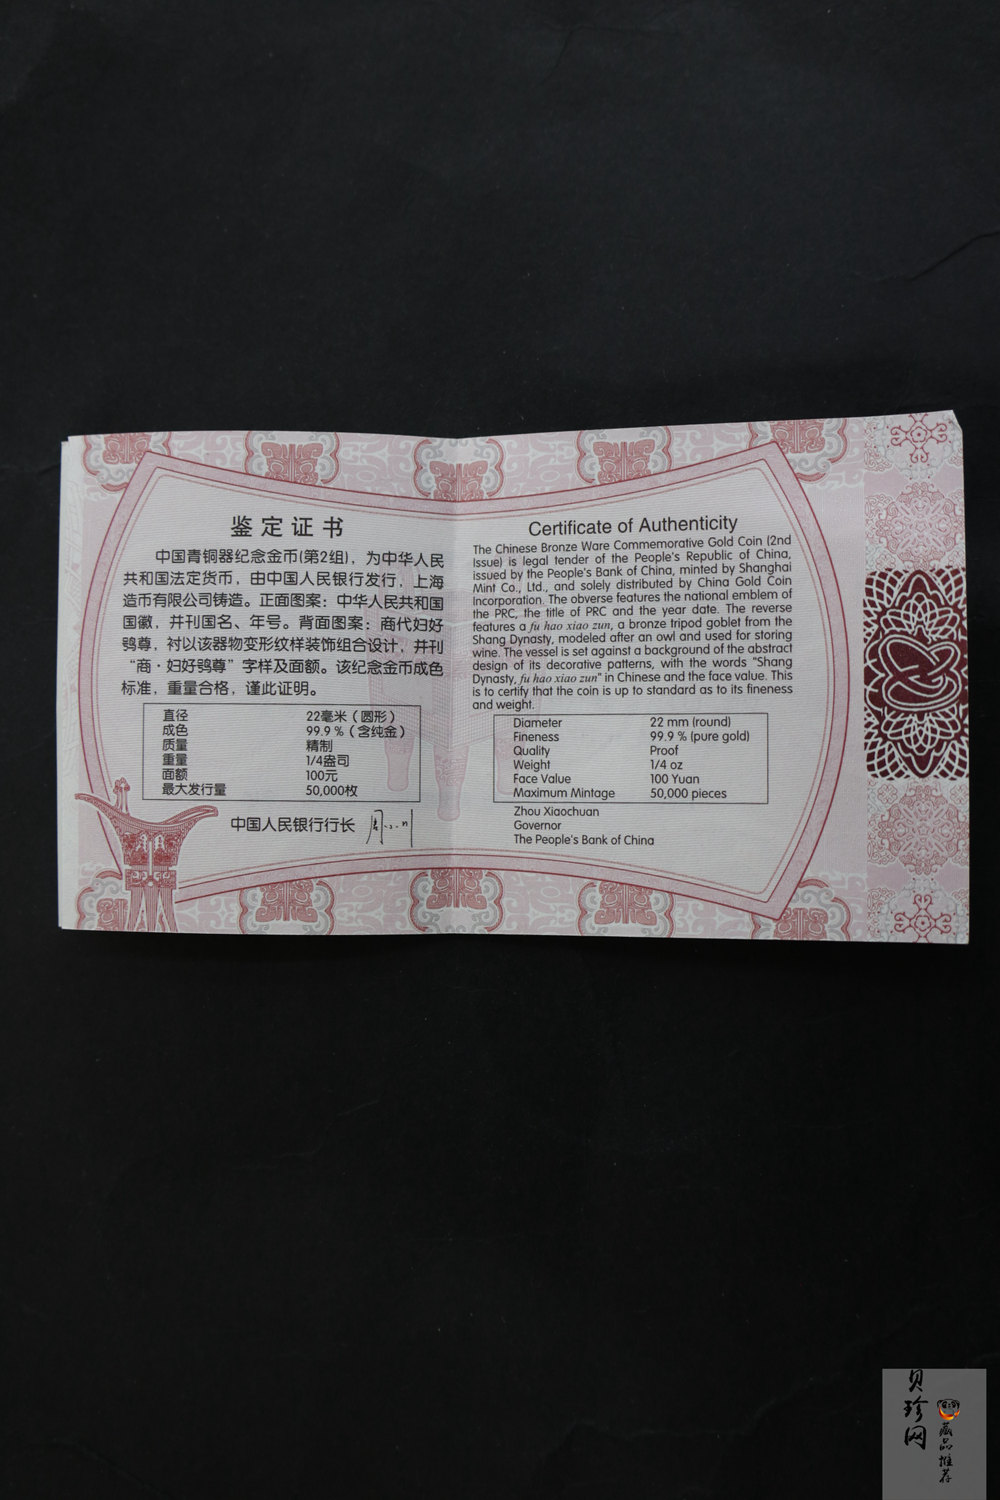 鉴定证书
中国青铜器纪念金币(第2组)，为中华人民
共和国法定货币，由中国人民银行发行，上海
造币有限公司铸造。正面图案：中华人民共和国
国徽，并刊国名、年号。背面图案：商代妇好
鸮尊，衬以该器物变形纹样装饰组合设计，并刊
“商·妇好鸮尊”字样及面额。该纪念金币成色
标准，重量合格，谨此证明。
直径 22毫米（圆形）
成色 99.9 %（含纯金）
质量 精制
重量 1/4盎司
面额 100元
最大发行量 50,000枚
中国人民银行行长
Certificate of Authenticity
The Chinese Bronze Ware Commemorative Gold Coin (2nd
Issue) is legal tender of the People's Republic of China,
issued by the People's Bank of China, minted by Shanghai
Mint Co., Ltd., and solely distributed by China Gold Coin
Incorporation. The obverse features the national emblem of
the PRC, the title of PRC and the year date. The reverse
features a fu hao xiao zun, a bronze tripod goblet from the
Shang Dynasty, modeled after an owl and used for storing
wine. The vessel is set against a background of the abstract
design of its decorative patterns, with the words "Shang
Dynasty, fu hao xiao zun" in Chinese and the face value. This
is to certify that the coin is up to standard as to its fineness
and weight.
Diameter 22 mm (round)
Fineness 99.9 % (pure gold)
Quality Proof
Weight 1/4 oz
Face Value 100 Yuan
Maximum Mintage 50,000 pieces
Zhou Xiaochuan
Governor
The People's Bank of China
贝珍网
藏品推荐